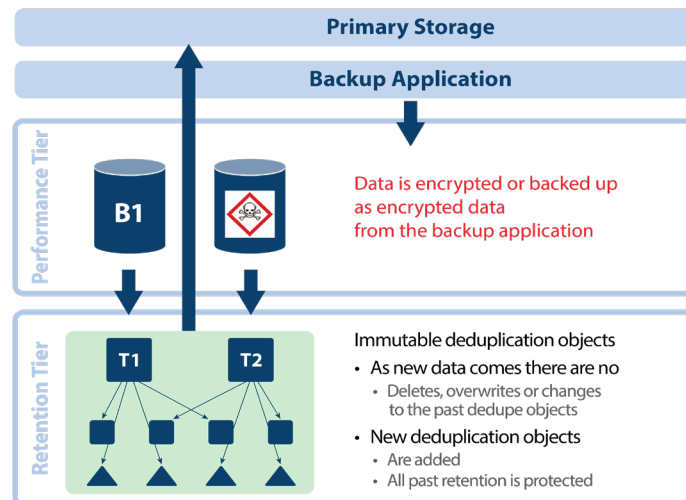 Primary Storage
Backup Application
Performance Tier
B1
Data is encrypted or backed up
as encrypted data
from the backup application
Retention Tier
T1
T2
Immutable deduplication objects
• As new data comes there are no
• Deletes, overwrites or changes
to the past dedupe objects
• New deduplication objects
• Are added
• All past retention is protected